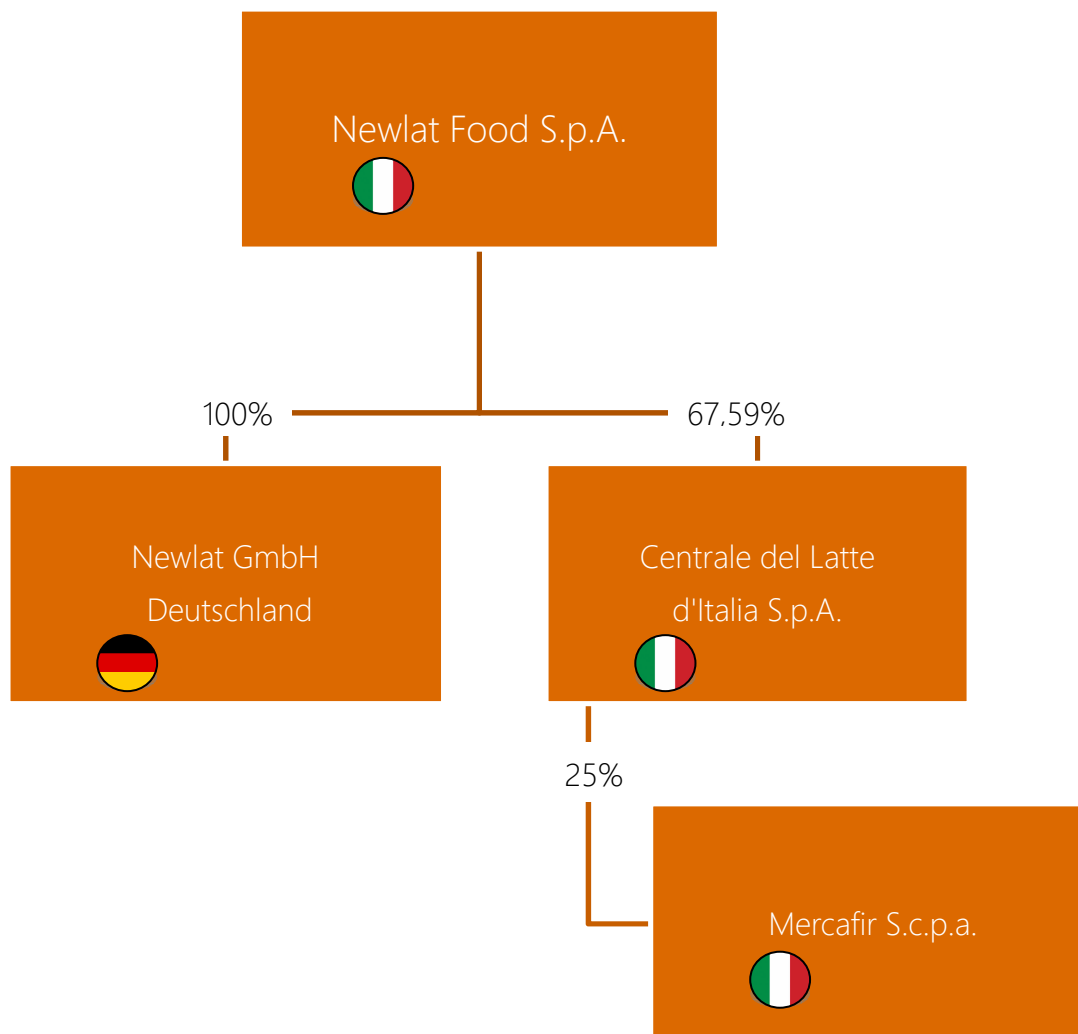 Newlat Food S.p.A.
100%
67,59%
Newlat GmbH
Deutschland
Centrale del Latte
d'Italia S.p.A.
25%
Mercafir S.c.p.a.